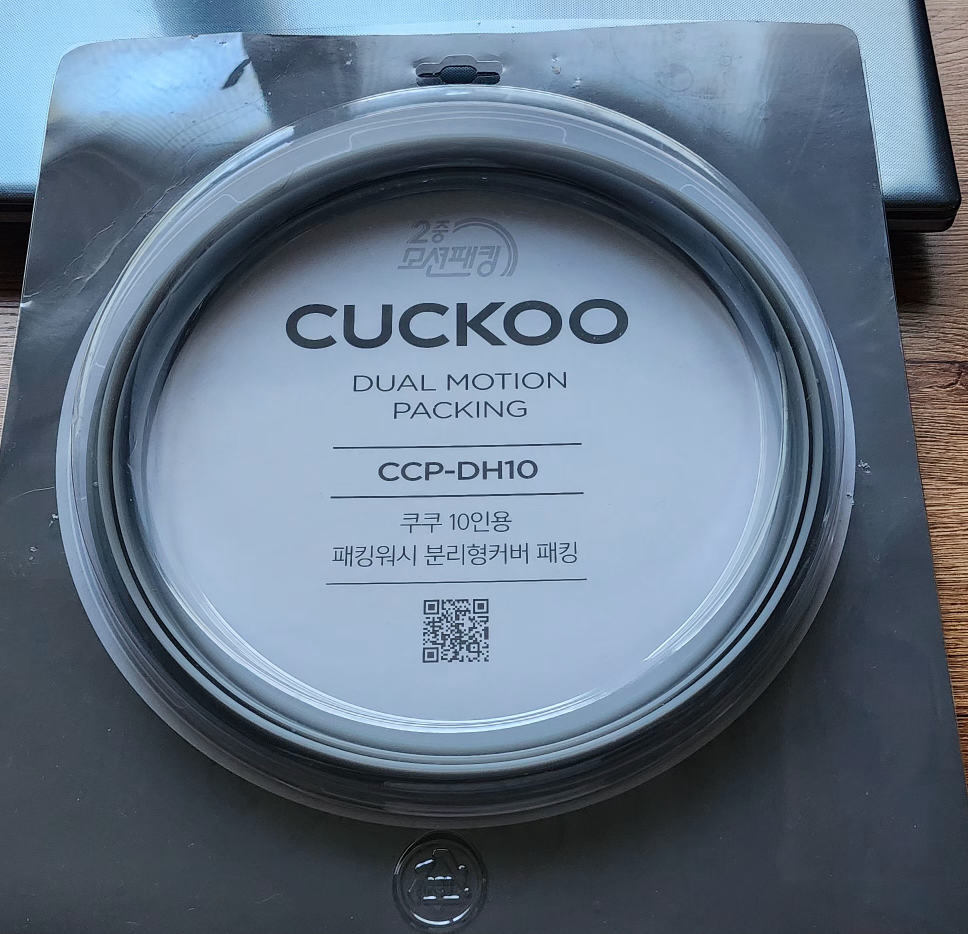 2중
모션패킹
CUCKOO
DUAL MOTION
PACKING
CCP-DH10
쿠쿠 10인용
패킹워시 분리형커버 패킹